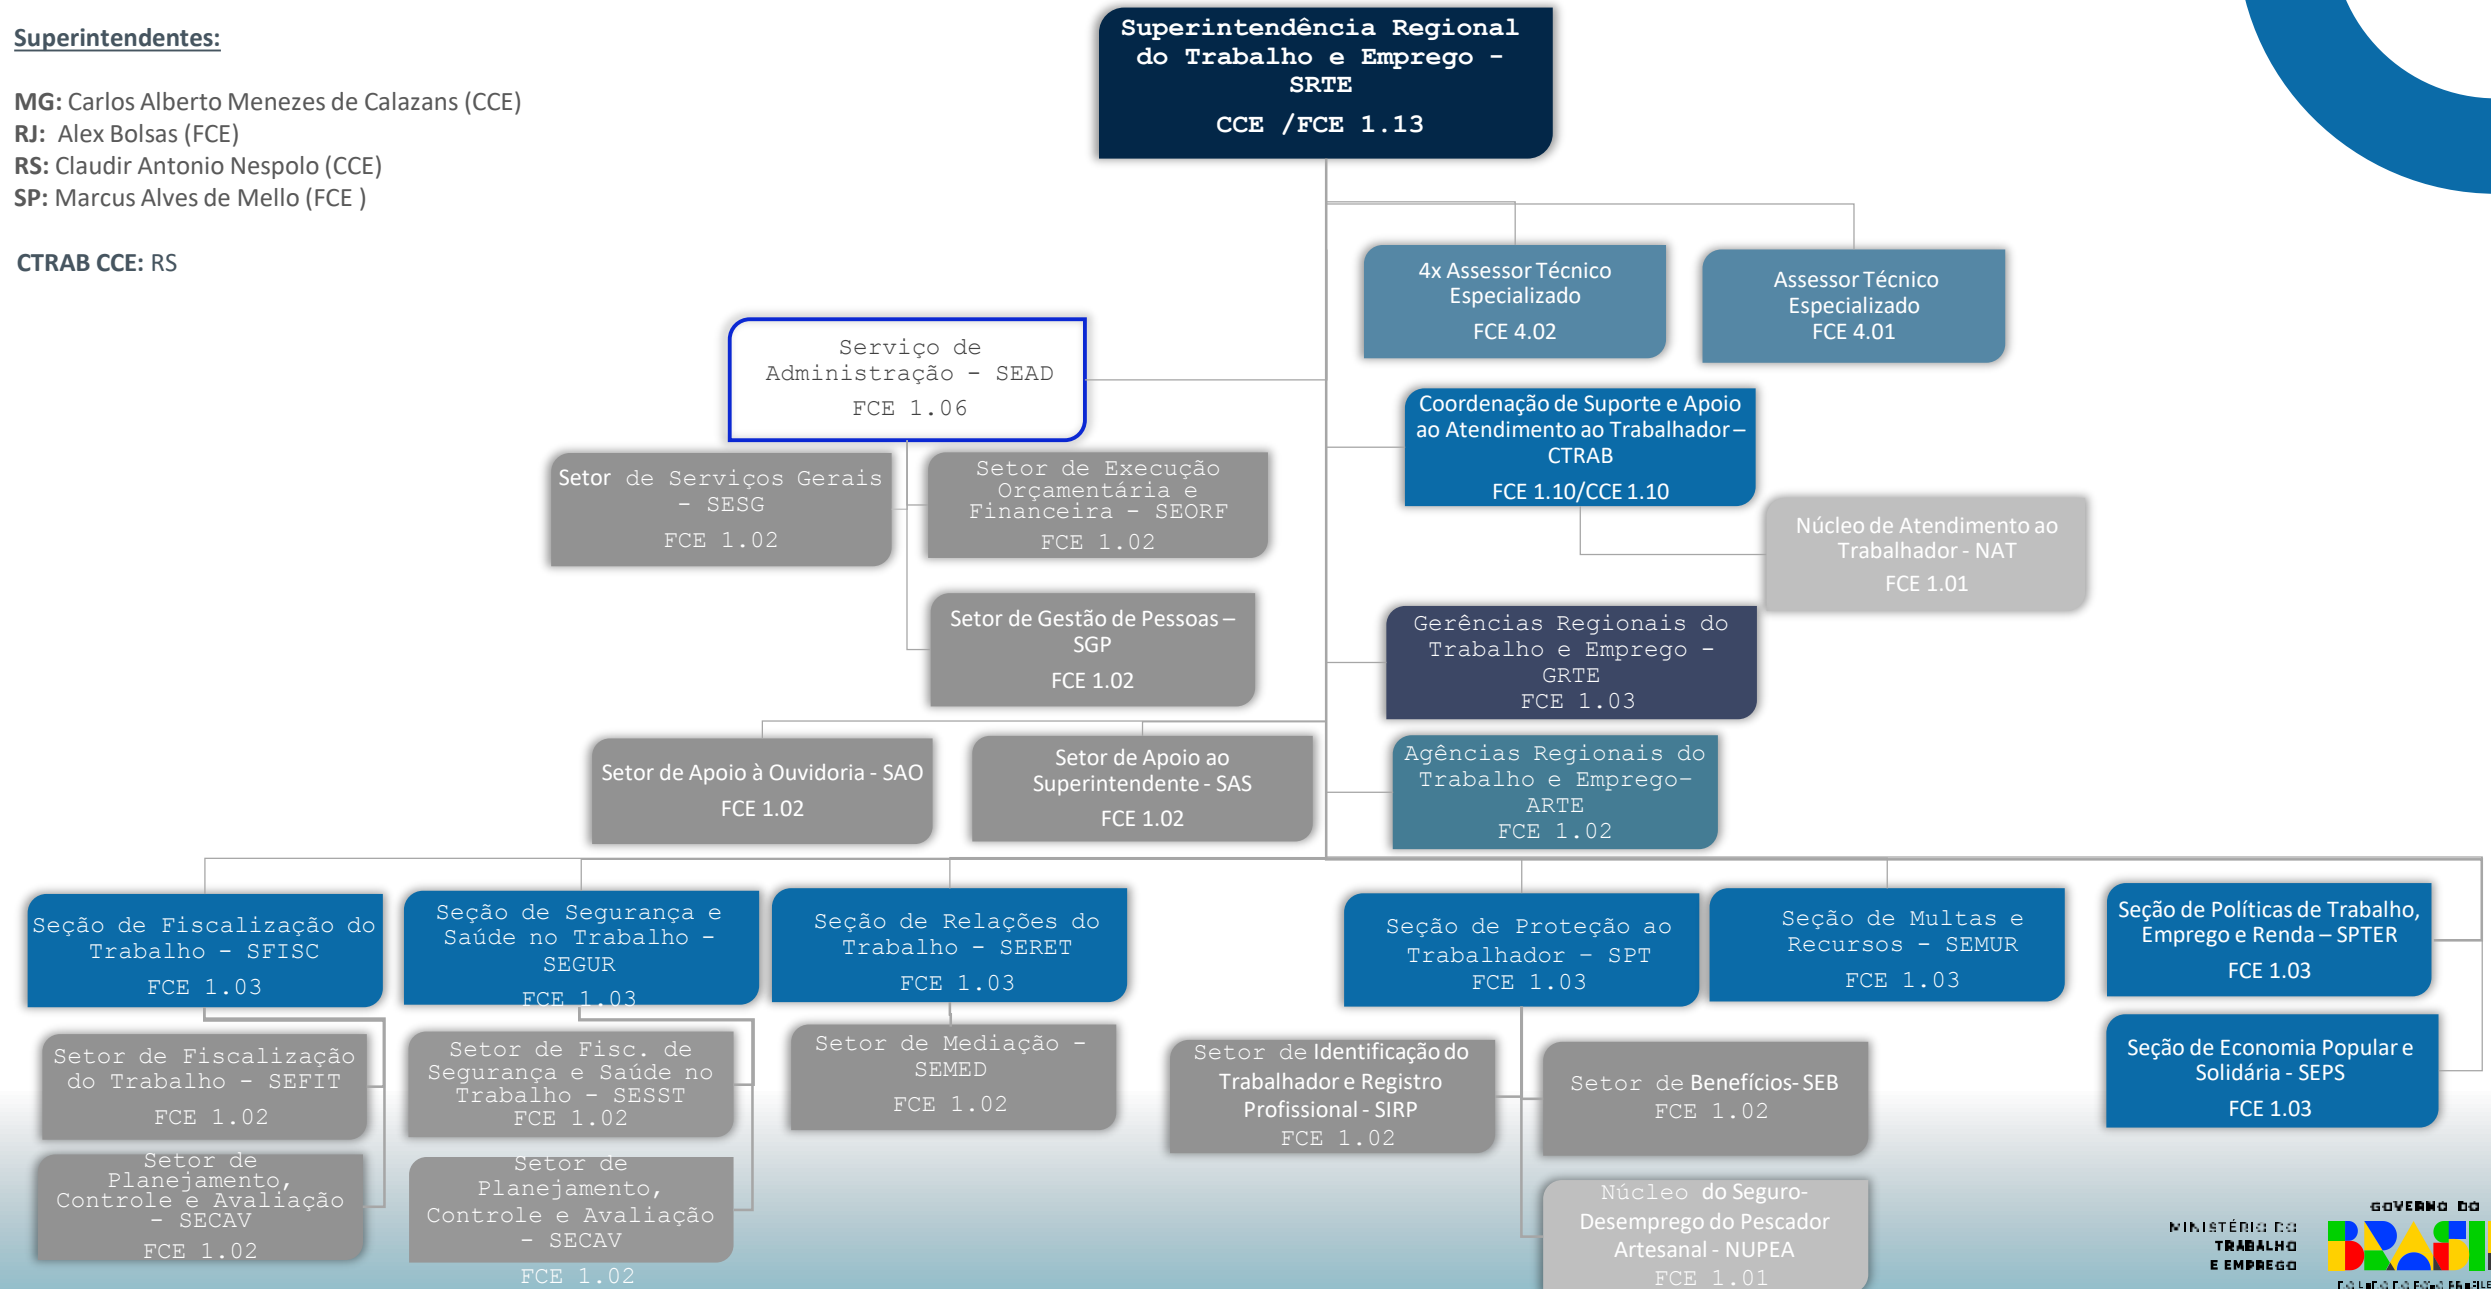 Superintendentes:
MG: Carlos Alberto Menezes de Calazans (CCE)
RJ: Alex Bolsas (FCE)
RS: Claudir Antonio Nespolo (CCE)
SP: Marcus Alves de Mello (FCE )
CTRAB CCE: RS
Superintendência Regional
do Trabalho e Emprego -
SRTE
CCE /FCE 1.13
4x Assessor Técnico
Especializado
FCE 4.02
Assessor Técnico
Especializado
FCE 4.01
Serviço de
Administração - SEAD
FCE 1.06
Coordenação de Suporte e Apoio
ao Atendimento ao Trabalhador –
CTRAB
FCE 1.10/CCE 1.10
Setor de Serviços Gerais
- SESG
FCE 1.02
Setor de Execução
Orçamentária e
Financeira - SEORF
FCE 1.02
Núcleo de Atendimento ao
Trabalhador - NAT
FCE 1.01
Setor de Gestão de Pessoas –
SGP
FCE 1.02
Gerências Regionais do
Trabalho e Emprego -
GRTE
FCE 1.03
Setor de Apoio à Ouvidoria - SAO
FCE 1.02
Setor de Apoio ao
Superintendente - SAS
FCE 1.02
Agências Regionais do
Trabalho e Emprego–
ARTE
FCE 1.02
Seção de Fiscalização do
Trabalho - SFISC
FCE 1.03
Seção de Segurança e
Saúde no Trabalho -
SEGUR
FCE 1.03
Seção de Relações do
Trabalho - SERET
FCE 1.03
Seção de Proteção ao
Trabalhador – SPT
FCE 1.03
Seção de Multas e
Recursos - SEMUR
FCE 1.03
Seção de Políticas de Trabalho,
Emprego e Renda – SPTER
FCE 1.03
Setor de Fiscalização
do Trabalho - SEFIT
FCE 1.02
Setor de Fisc. de
Segurança e Saúde no
Trabalho - SESST
FCE 1.02
Setor de Mediação -
SEMED
FCE 1.02
Setor de Identificação do
Trabalhador e Registro
Profissional - SIRP
FCE 1.02
Setor de Benefícios- SEB
FCE 1.02
Seção de Economia Popular e
Solidária - SEPS
FCE 1.03
Setor de
Planejamento,
Controle e Avaliação
- SECAV
FCE 1.02
Setor de
Planejamento,
Controle e Avaliação
- SECAV
FCE 1.02
Núcleo do Seguro-
Desemprego do Pescador
Artesanal - NUPEA
FCE 1.01
MINISTÉRIO DO
TRABALHO
E EMPREGO
GOVERNO DO
BRASIL